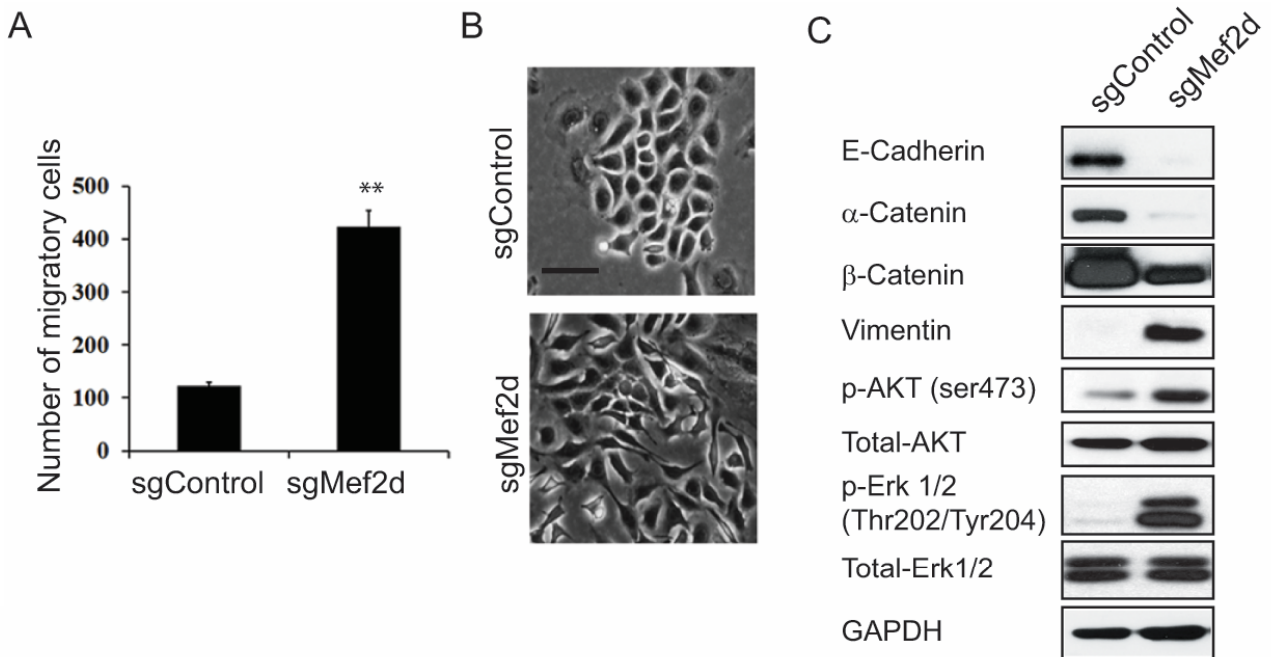 A
Number of migratory cells
500
400
300
200
100
0
**
sgControl
sgMef2d
B
sgControl
sgMef2d
C
sgControl
sgMef2d
E-Cadherin
α-Catenin
β-Catenin
Vimentin
p-AKT (ser473)
Total-AKT
p-Erk 1/2
(Thr202/Tyr204)
Total-Erk1/2
GAPDH